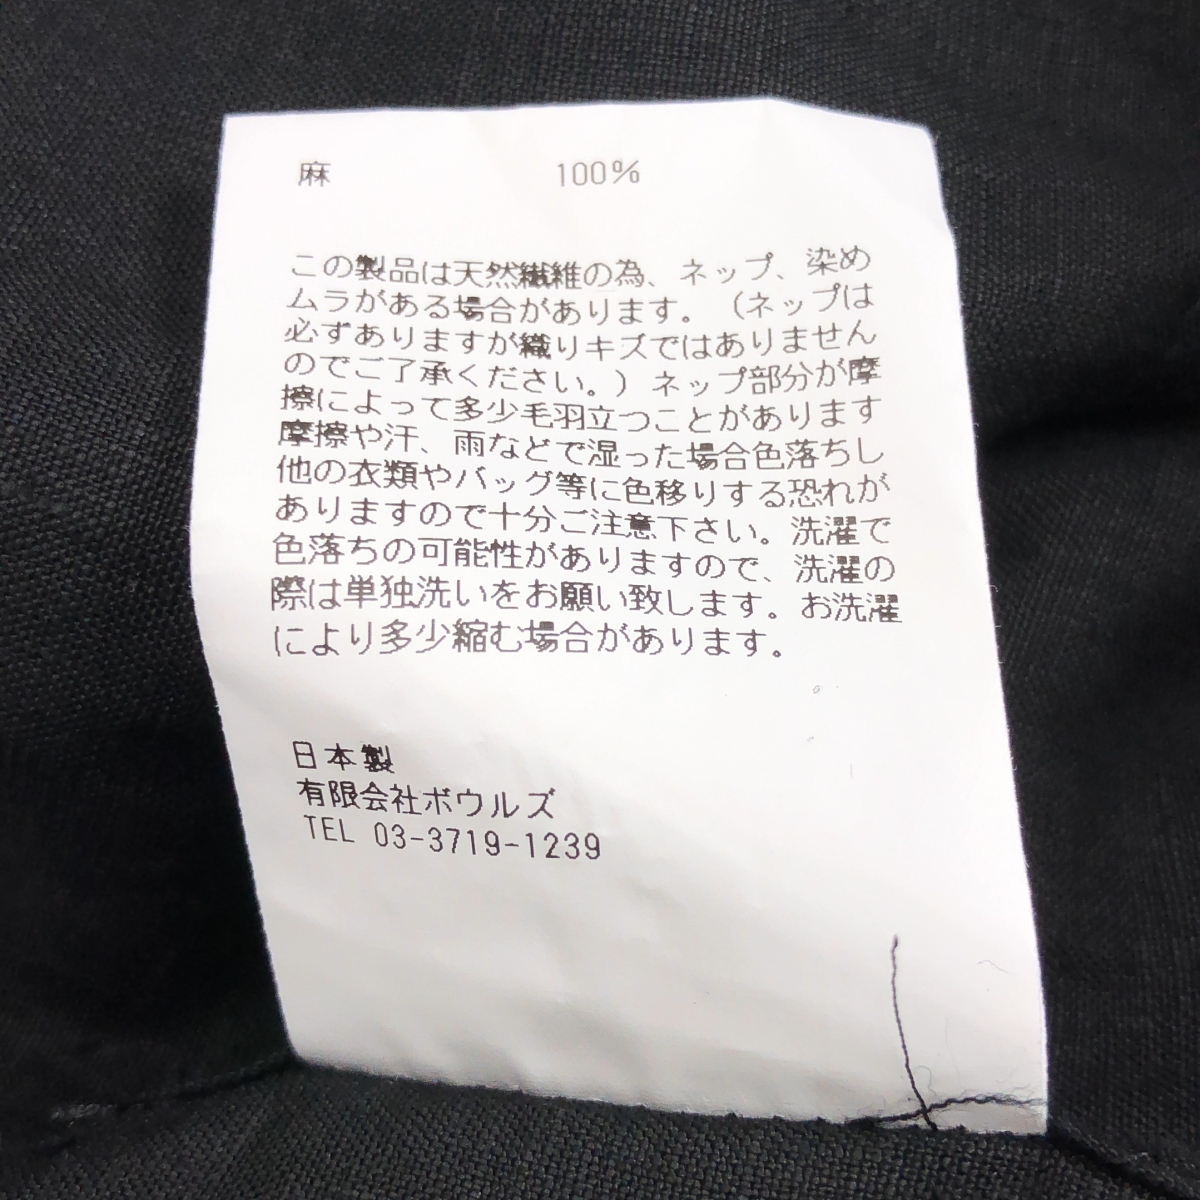 麻 100%
この製品は天然繊維の為、ネップ、染め
ムラがある場合があります。（ネップは
必ずありますが織りキズではありません
のでご了承ください。）ネップ部分が摩
擦によって多少毛羽立つことがあります
摩擦や汗、雨などで湿った場合色落ちし
他の衣類やバッグ等に色移りする恐れが
ありますので十分ご注意下さい。洗濯で
色落ちの可能性がありますので、洗濯の
際は単独洗いをお願い致します。お洗濯
により多少縮む場合があります。
日本製
有限会社ボウルズ
TEL 03-3719-1239